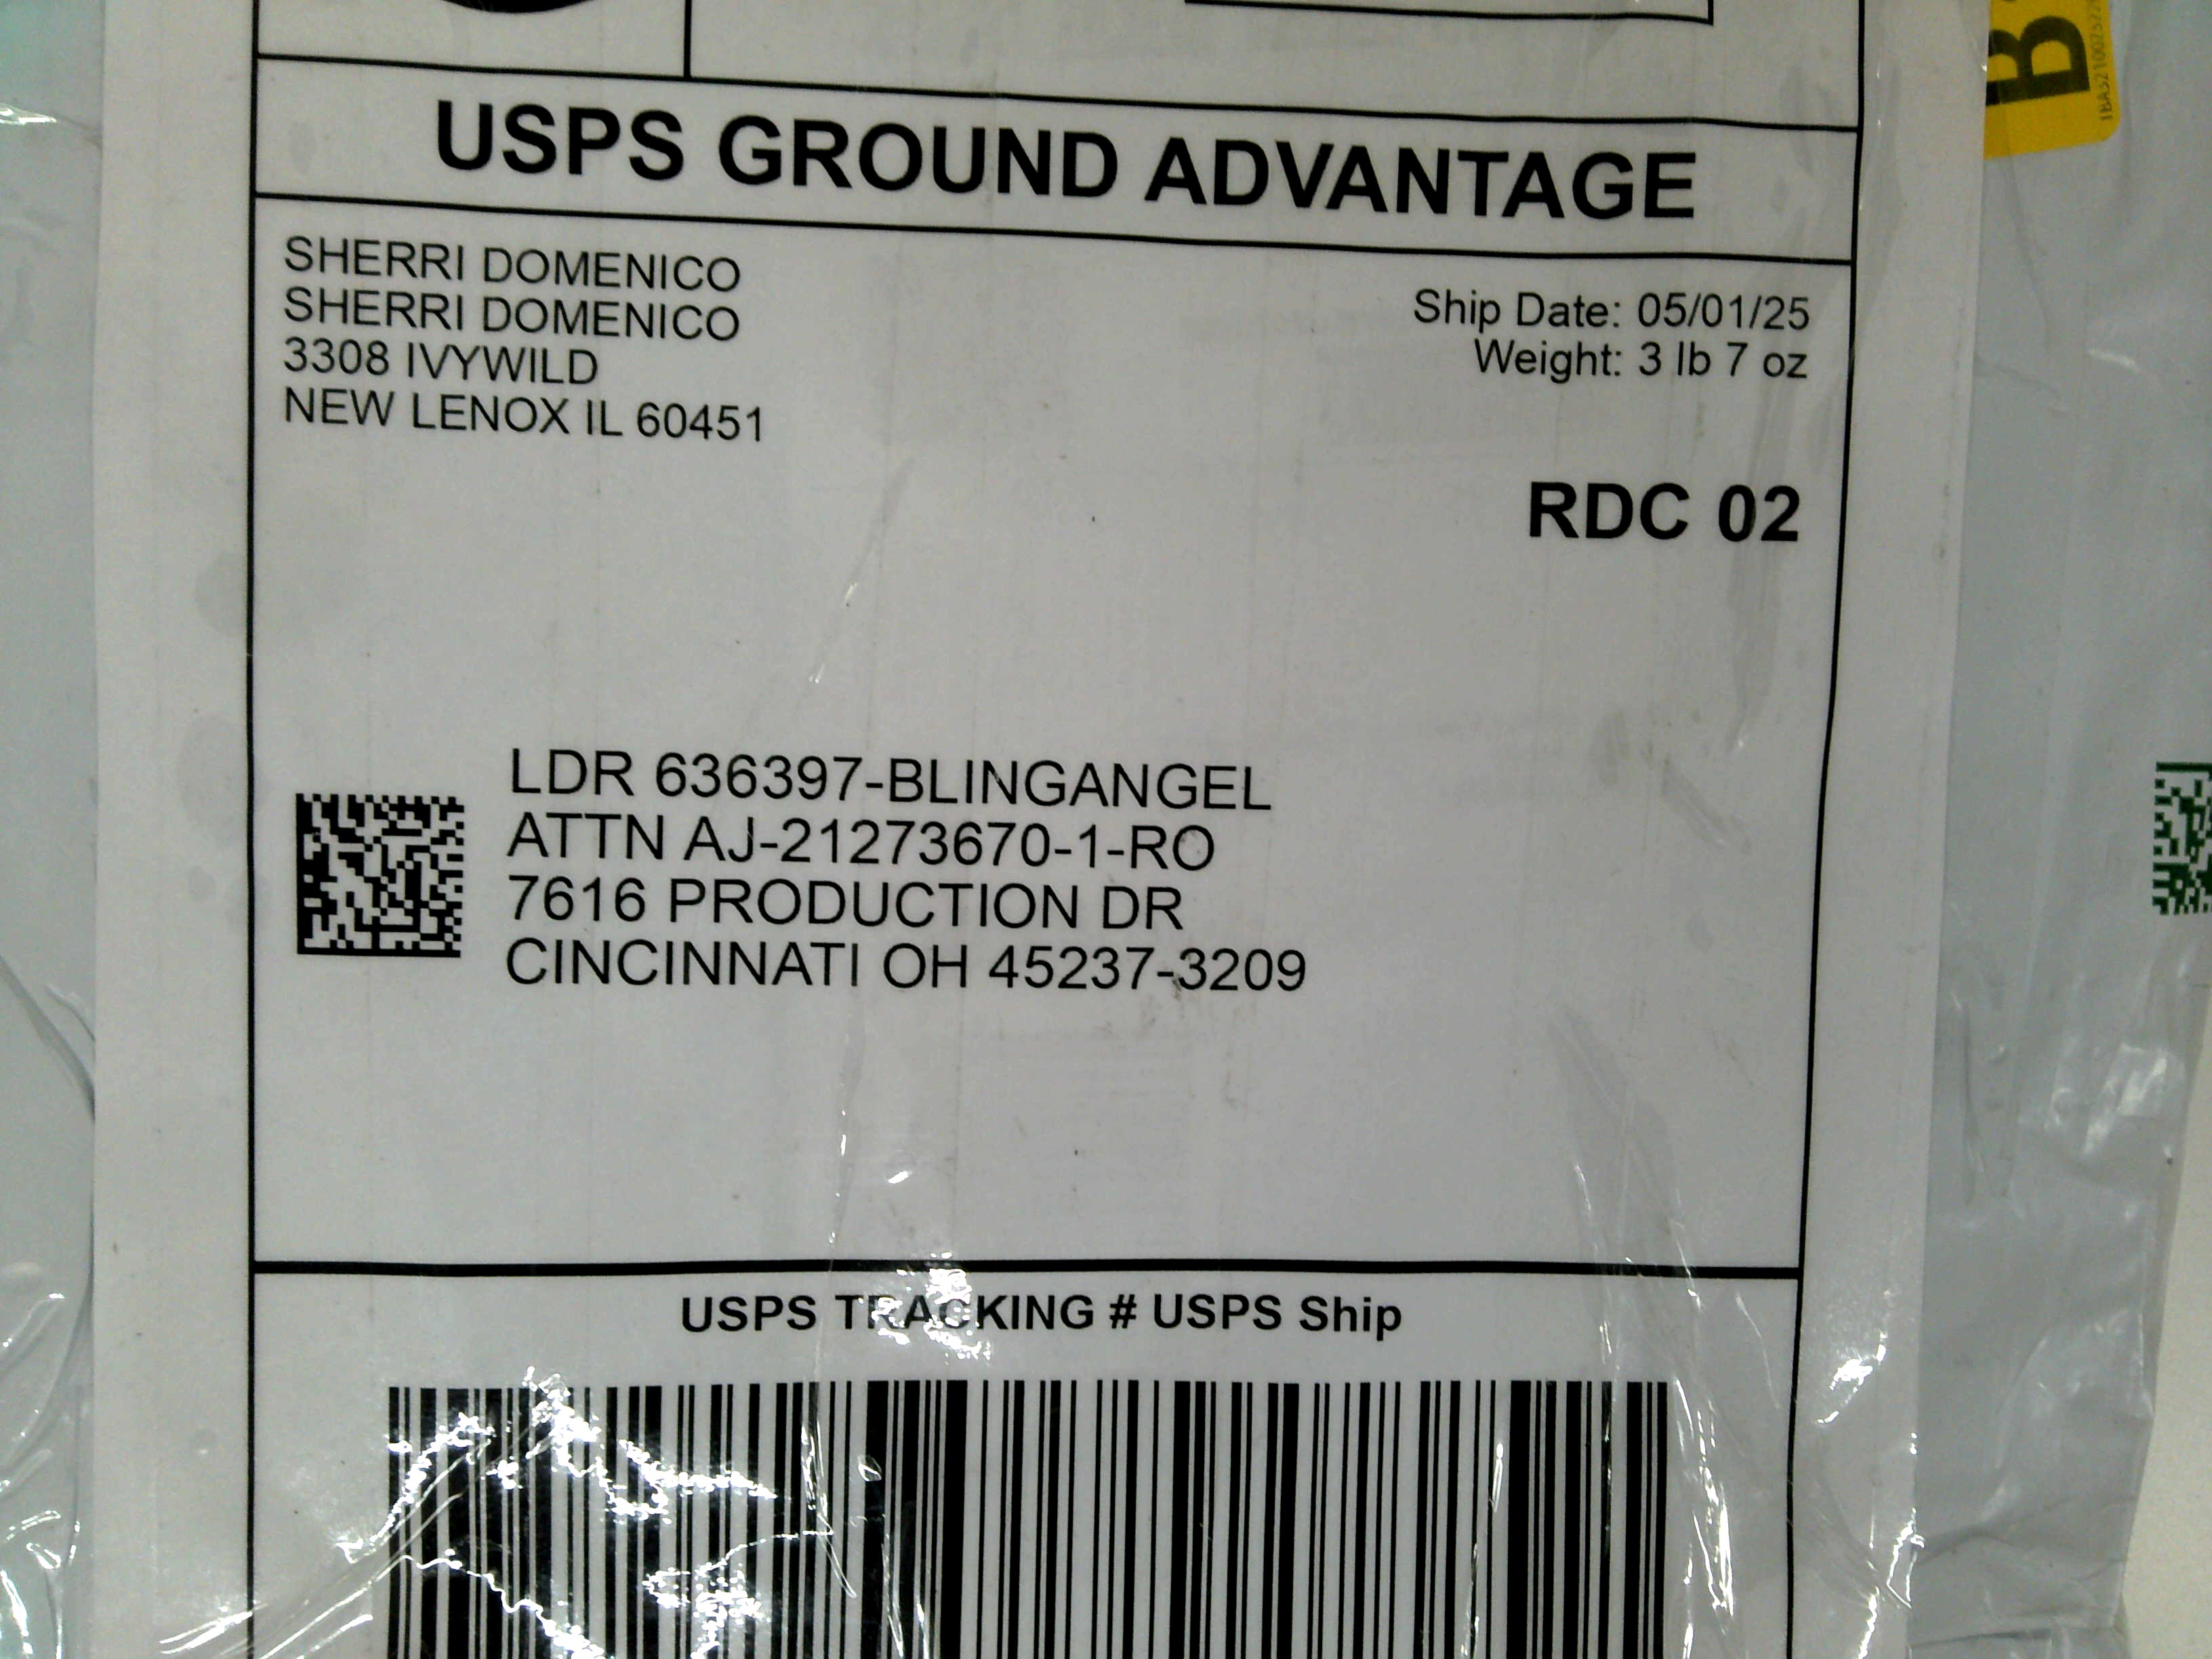 B
USPS GROUND ADVANTAGE
SHERRI DOMENICO
SHERRI DOMENICO
3308 IVYWILD
NEW LENOX IL 60451
Ship Date: 05/01/25
Weight: 3 lb 7 oz
RDC 02
LDR 636397-BLINGANGEL
ATTN AJ-21273670-1-RO
7616 PRODUCTION DR
CINCINNATI OH 45237-3209
USPS TRACKING # USPS Ship